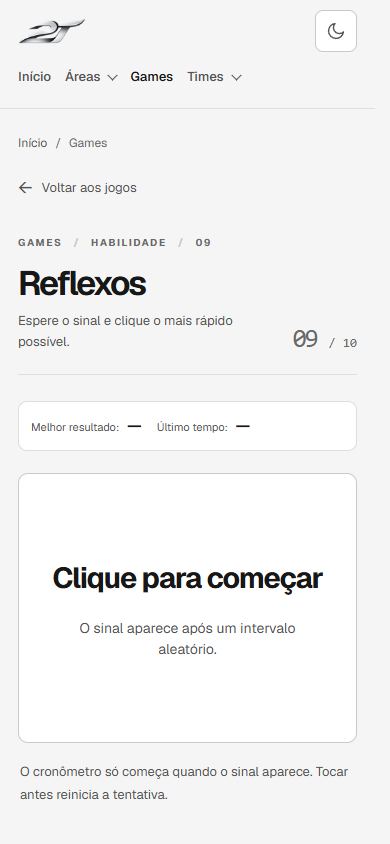 Início Áreas Games Times
Início / Games
← Voltar aos jogos
GAMES / HABILIDADE / 09
Reflexos
Espere o sinal e clique o mais rápido
possível.
09 / 10
Melhor resultado: — Último tempo: —
Clique para começar
O sinal aparece após um intervalo
aleatório.
O cronômetro só começa quando o sinal aparece. Tocar
antes reinicia a tentativa.